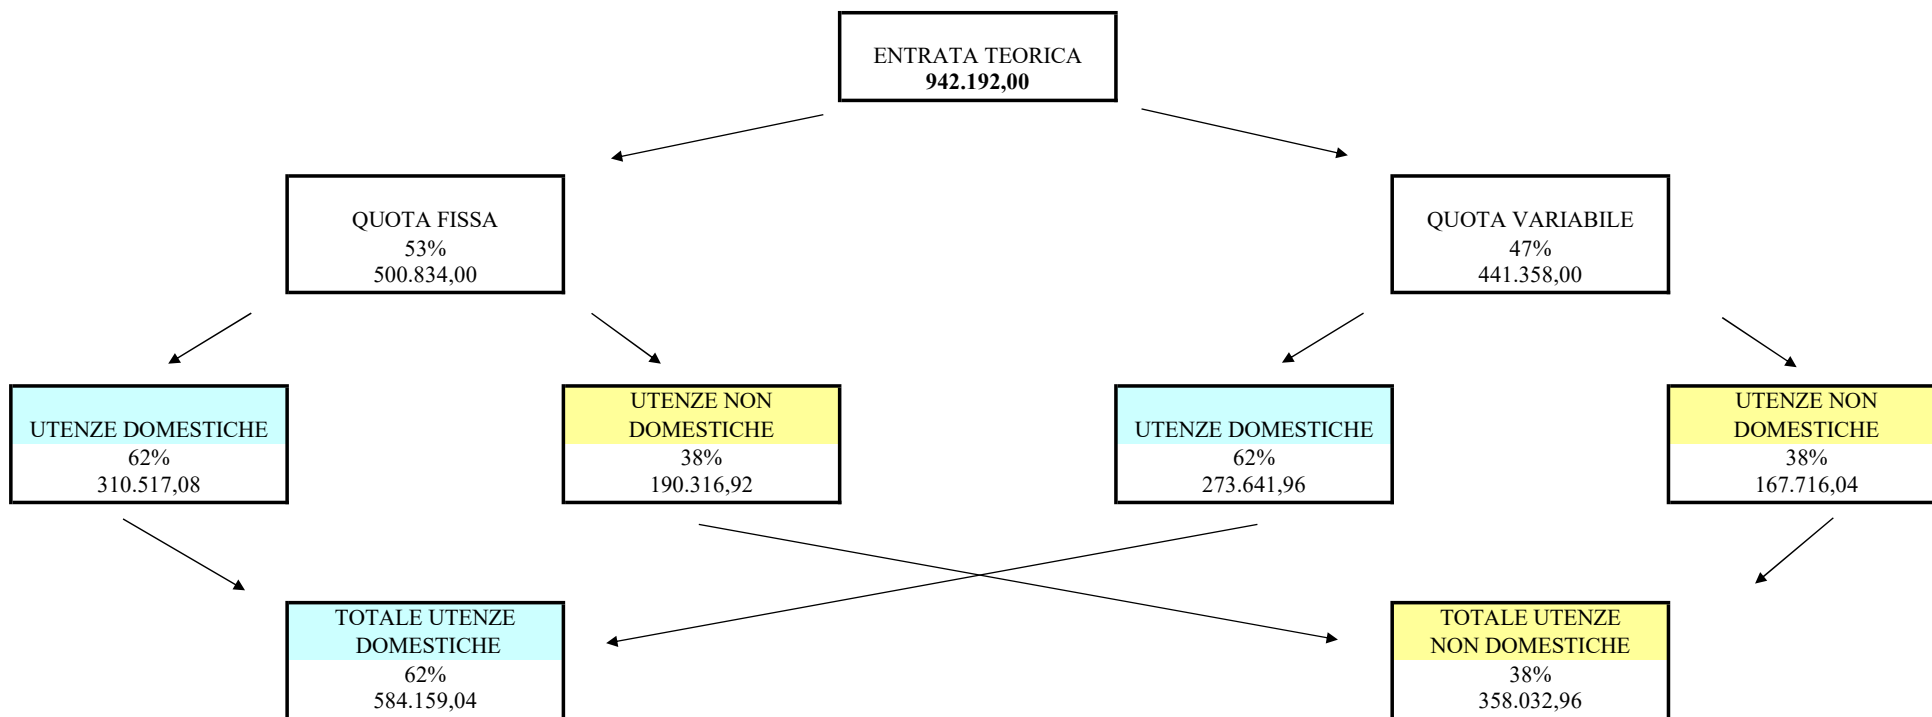 ENTRATA TEORICA
942.192,00
QUOTA FISSA
53%
500.834,00
QUOTA VARIABILE
47%
441.358,00
UTENZE DOMESTICHE
62%
310.517,08
UTENZE NON
DOMESTICHE
38%
190.316,92
UTENZE DOMESTICHE
62%
273.641,96
UTENZE NON
DOMESTICHE
38%
167.716,04
TOTALE UTENZE
DOMESTICHE
62%
584.159,04
TOTALE UTENZE
NON DOMESTICHE
38%
358.032,96